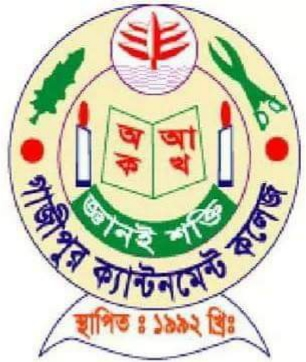 অ আ
ক খ
জ্ঞানই শক্তি
গাজীপুর ক্যান্টনমেন্ট কলেজ
স্থাপিত : ১৯৯২ খ্রিঃ